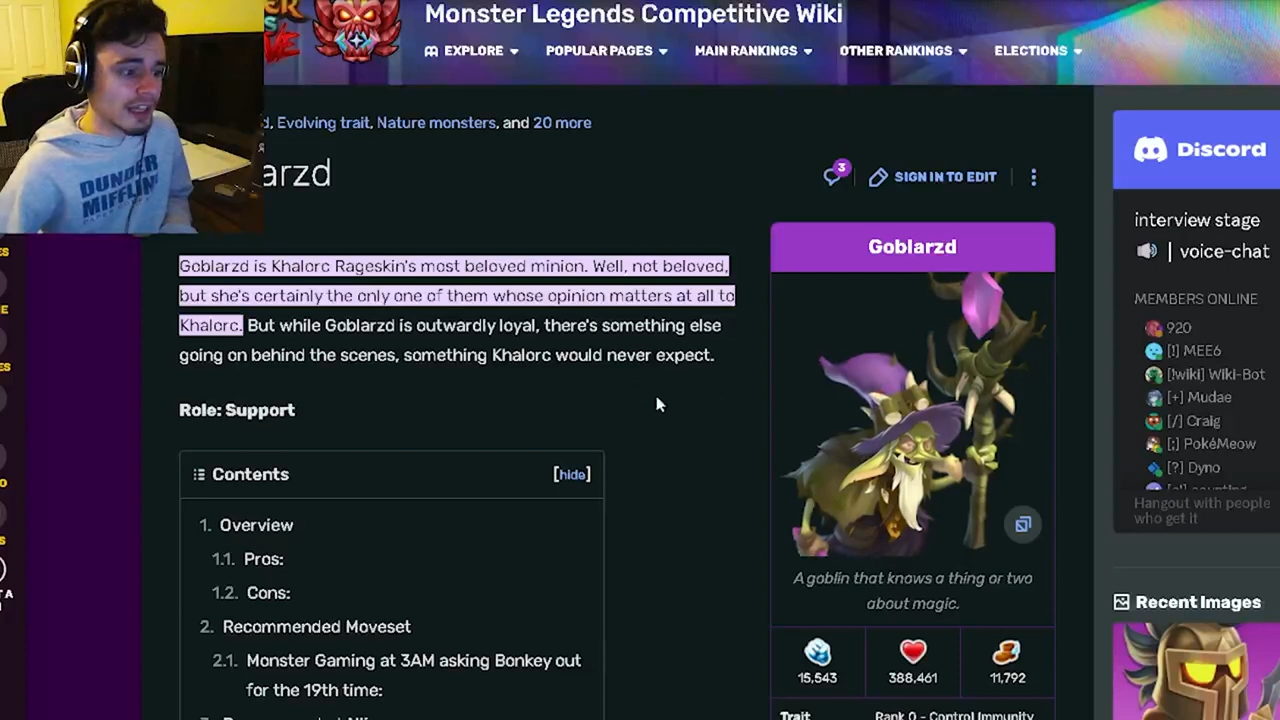 Monster Legends Competitive Wiki
EXPLORE POPULAR PAGES MAIN RANKINGS OTHER RANKINGS ELECTIONS
Evolving trait, Nature monsters, and 20 more
arzd
3
SIGN IN TO EDIT
DUNDER
MIFFLIN
Goblarzd is Khalorc Rageskin's most beloved minion. Well, not beloved,
but she's certainly the only one of them whose opinion matters at all to
Khalorc. But while Goblarzd is outwardly loyal, there's something else
going on behind the scenes, something Khalorc would never expect.
Role: Support
Contents [hide]
1. Overview
1.1. Pros:
1.2. Cons:
2. Recommended Moveset
2.1. Monster Gaming at 3AM asking Bonkey out
for the 19th time:
Goblarzd
A goblin that knows a thing or two
about magic.
15,543 388,461 11,792
Trait Rank 0 - Control Immunity
Discord
interview stage
| voice-chat
MEMBERS ONLINE
920
[!] MEE6
[!wiki] Wiki-Bot
[+] Mudae
[/] Craig
[;] PokéMeow
[?] Dyno
Hangout with people
who get it
Recent Images